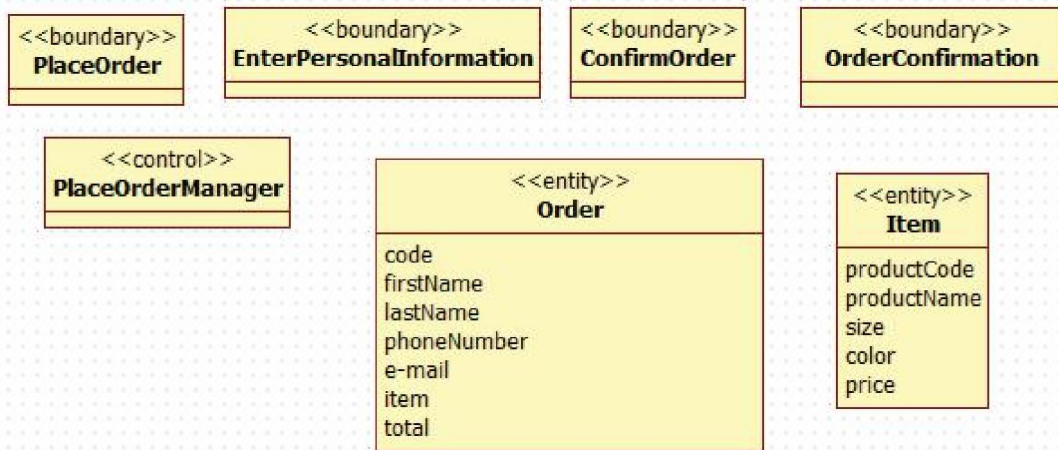 <<boundary>>
PlaceOrder
<<boundary>>
EnterPersonalInformation
<<boundary>>
ConfirmOrder
<<boundary>>
OrderConfirmation
<<control>>
PlaceOrderManager
<<entity>>
Order
code
firstName
lastName
phoneNumber
e-mail
item
total
<<entity>>
Item
productCode
productName
size
color
price